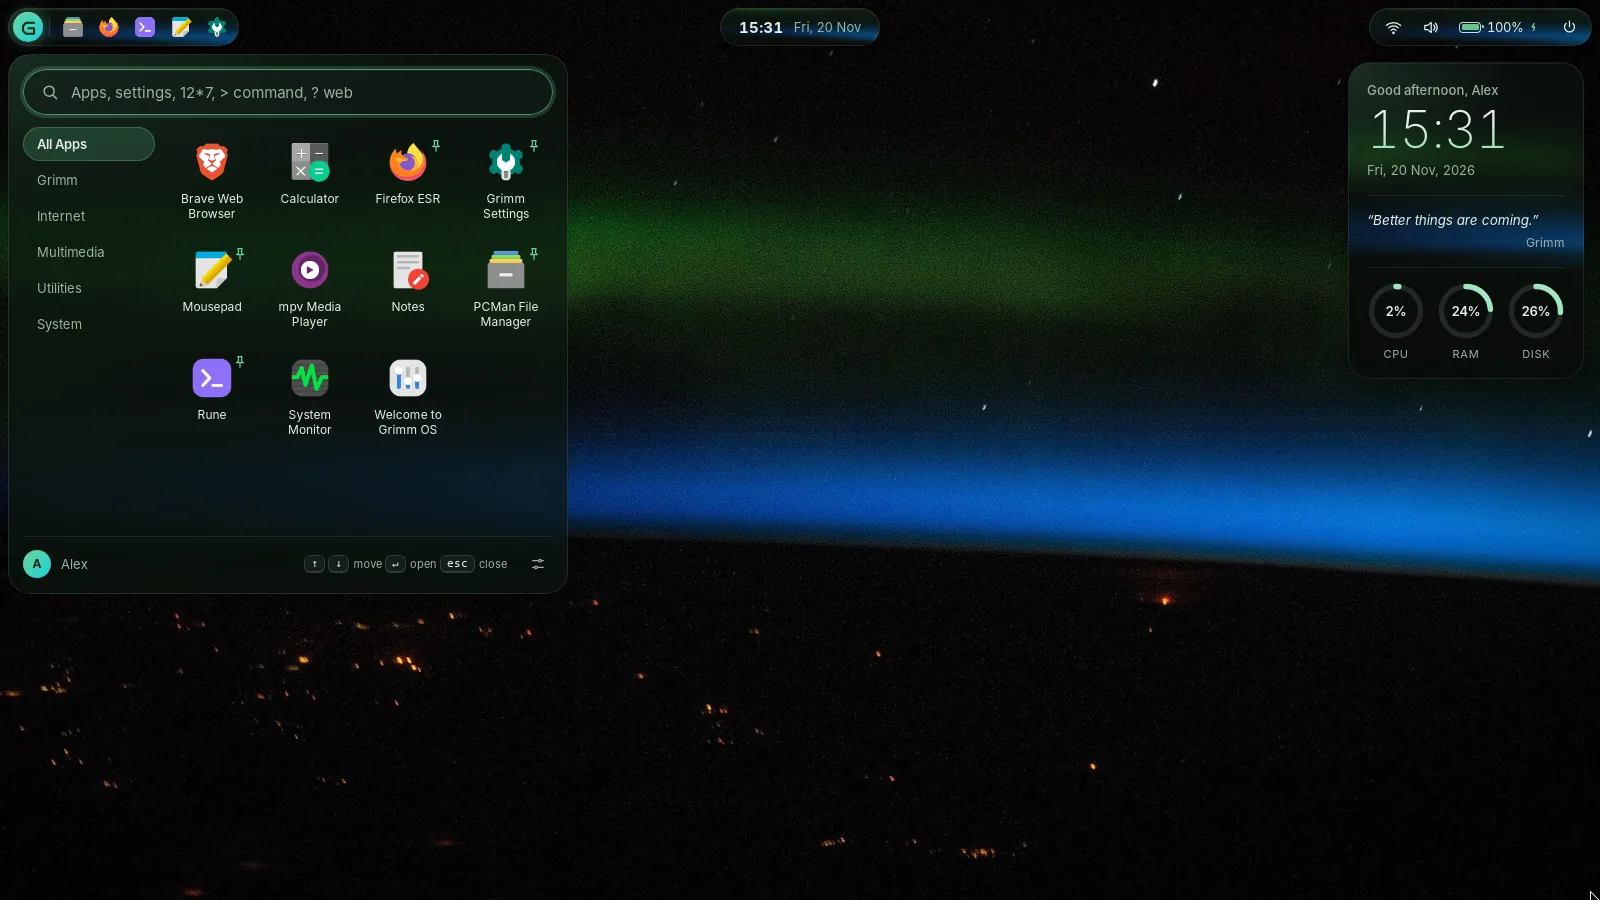 15:31 Fri, 20 Nov
100%
Apps, settings, 12*7, > command, ? web
All Apps
Grimm
Internet
Multimedia
Utilities
System
Brave Web
Browser
Calculator
Firefox ESR
Grimm
Settings
Mousepad
mpv Media
Player
Notes
PCMan File
Manager
Rune
System
Monitor
Welcome to
Grimm OS
A Alex
↑ ↓ move ↵ open esc close
Good afternoon, Alex
15:31
Fri, 20 Nov, 2026
“Better things are coming.”
Grimm
2% 24% 26%
CPU RAM DISK